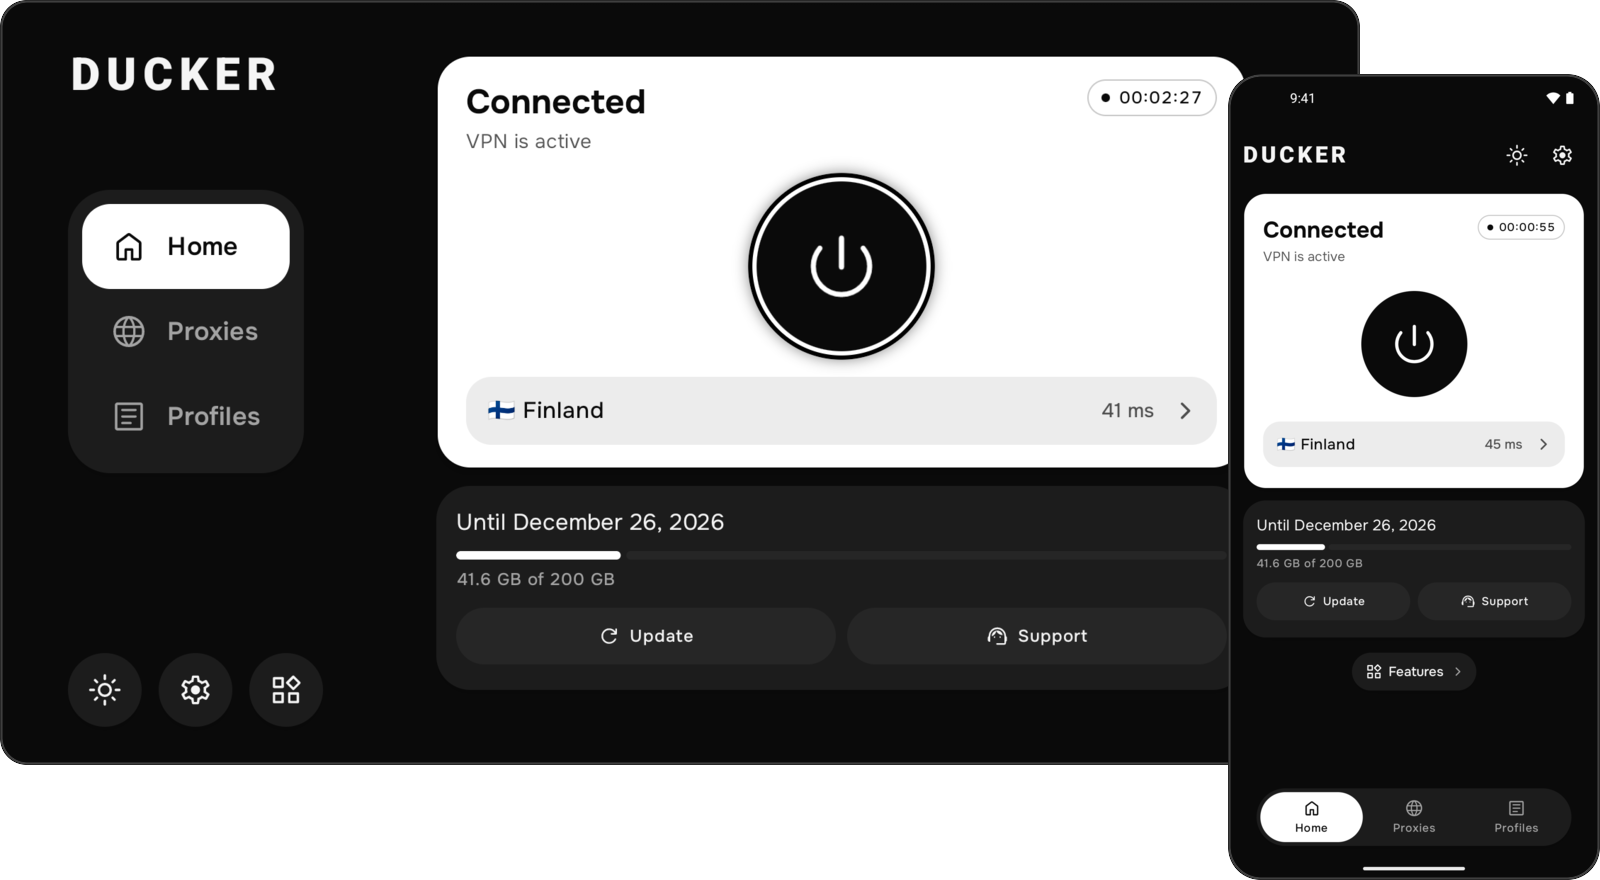 DUCKER
Home
Proxies
Profiles
Connected
00:02:27
VPN is active
Finland
41 ms
Until December 26, 2026
41.6 GB of 200 GB
Update
Support
9:41
DUCKER
Connected
00:00:55
VPN is active
Finland
45 ms
Until December 26, 2026
41.6 GB of 200 GB
Update
Support
Features
Home
Proxies
Profiles